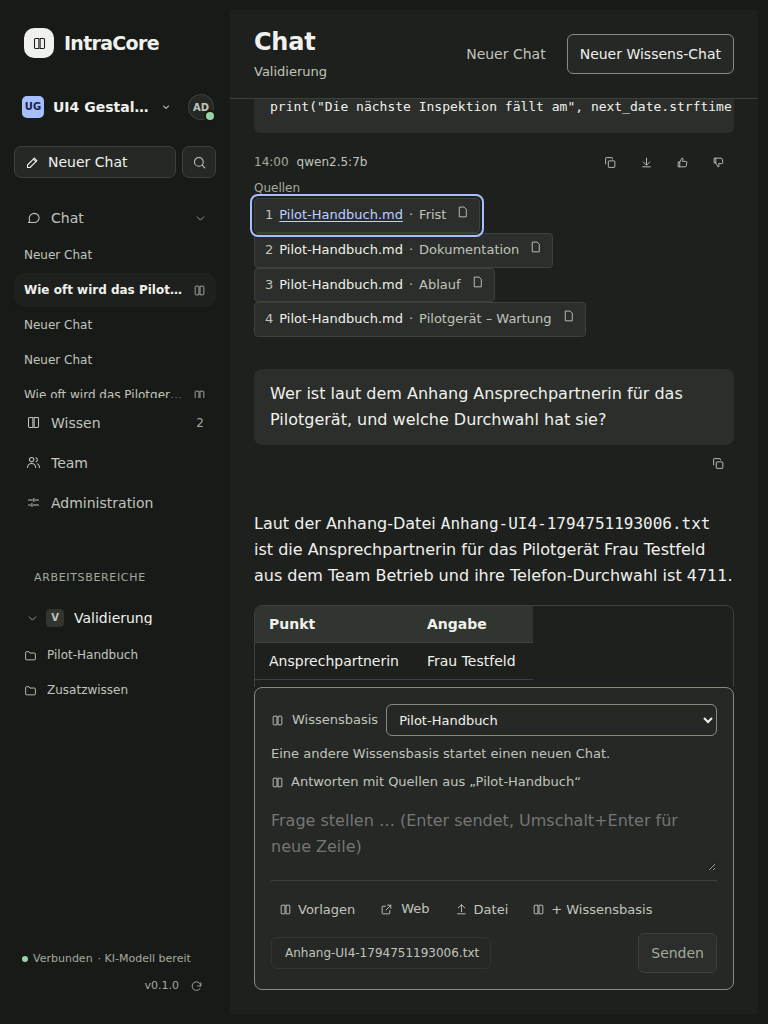 IntraCore
UG UI4 Gestal… AD
Neuer Chat
Chat
Neuer Chat
Wie oft wird das Pilot…
Neuer Chat
Neuer Chat
Wie oft wird das Pilotger…
Wissen 2
Team
Administration
ARBEITSBEREICHE
V Validierung
Pilot-Handbuch
Zusatzwissen
Verbunden · KI-Modell bereit
v0.1.0
Chat
Validierung
Neuer Chat
Neuer Wissens-Chat
print("Die nächste Inspektion fällt am", next_date.strftime
14:00 qwen2.5:7b
Quellen
1 Pilot-Handbuch.md · Frist
2 Pilot-Handbuch.md · Dokumentation
3 Pilot-Handbuch.md · Ablauf
4 Pilot-Handbuch.md · Pilotgerät – Wartung
Wer ist laut dem Anhang Ansprechpartnerin für das
Pilotgerät, und welche Durchwahl hat sie?
Laut der Anhang-Datei Anhang-UI4-1794751193006.txt
ist die Ansprechpartnerin für das Pilotgerät Frau Testfeld
aus dem Team Betrieb und ihre Telefon-Durchwahl ist 4711.
Punkt Angabe
Ansprechpartnerin Frau Testfeld
Wissensbasis Pilot-Handbuch
Eine andere Wissensbasis startet einen neuen Chat.
Antworten mit Quellen aus „Pilot-Handbuch“
Frage stellen … (Enter sendet, Umschalt+Enter für
neue Zeile)
Vorlagen Web Datei + Wissensbasis
Anhang-UI4-1794751193006.txt Senden